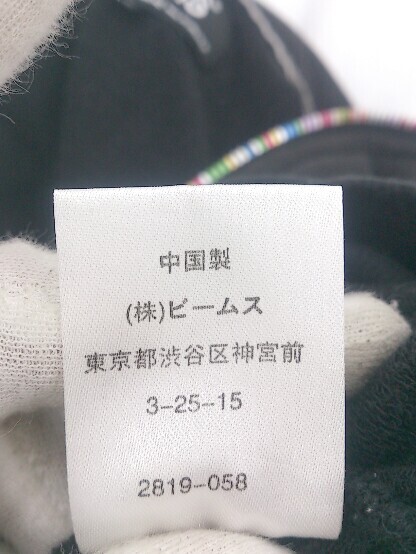 中国製
(株)ビームス
東京都渋谷区神宮前
3-25-15
2819-058